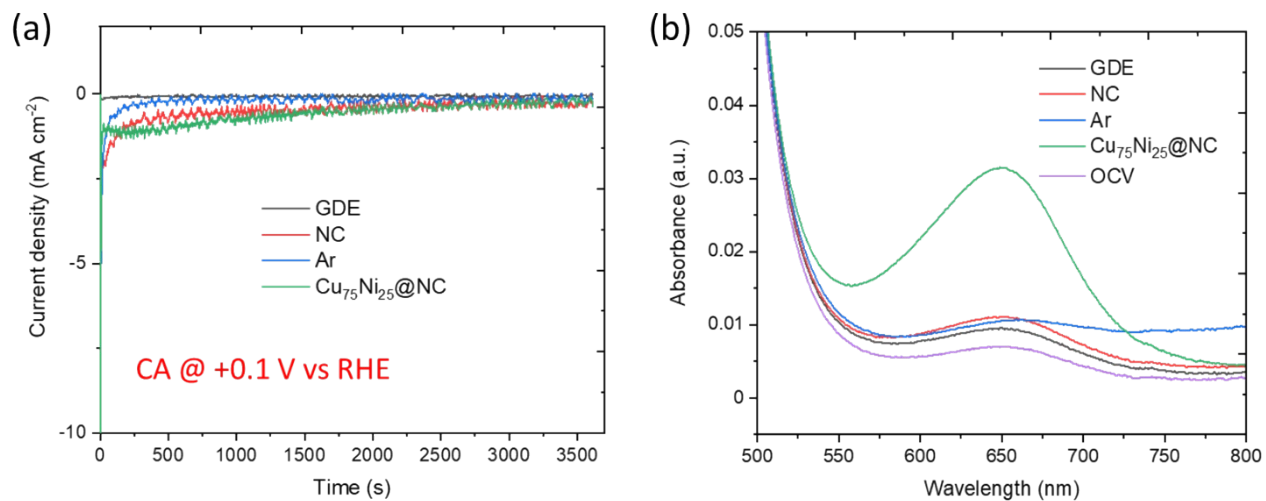 (a)
Current density (mA cm⁻²)
0
-5
-10
GDE
NC
Ar
Cu₇₅Ni₂₅@NC
CA @ +0.1 V vs RHE
0 500 1000 1500 2000 2500 3000 3500
Time (s)
(b)
Absorbance (a.u.)
0.05
0.04
0.03
0.02
0.01
0
GDE
NC
Ar
Cu₇₅Ni₂₅@NC
OCV
500 550 600 650 700 750 800
Wavelength (nm)